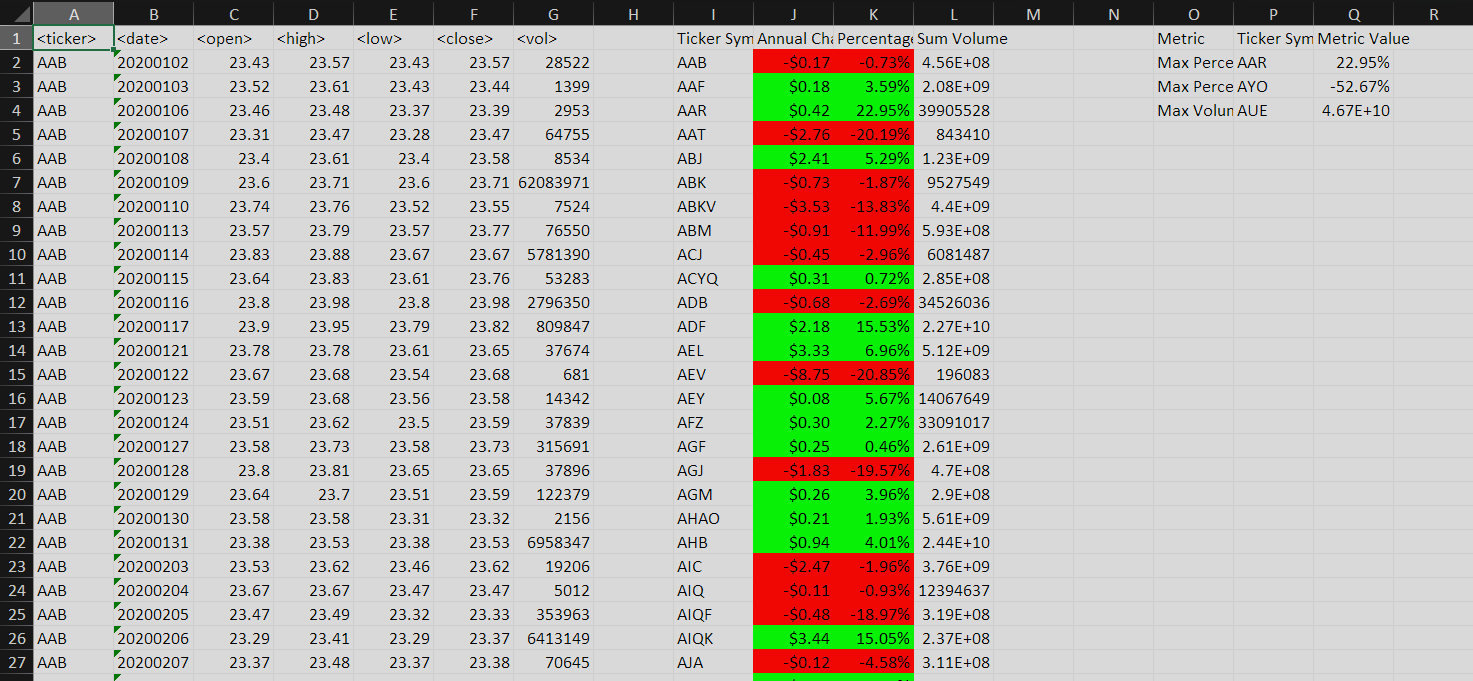 A B C D E F G H I J K L M N O P Q R
1 <ticker> <date> <open> <high> <low> <close> <vol> Ticker Sym Annual Cha Percentage Sum Volume Metric Ticker Sym Metric Value
2 AAB 20200102 23.43 23.57 23.43 23.57 28522 AAB -$0.17 -0.73% 4.56E+08 Max Perce AAR 22.95%
3 AAB 20200103 23.52 23.61 23.43 23.44 1399 AAF $0.18 3.59% 2.08E+09 Max Perce AYO -52.67%
4 AAB 20200106 23.46 23.48 23.37 23.39 2953 AAR $0.42 22.95% 39905528 Max Volun AUE 4.67E+10
5 AAB 20200107 23.31 23.47 23.28 23.47 64755 AAT -$2.76 -20.19% 843410
6 AAB 20200108 23.4 23.61 23.4 23.58 8534 ABJ $2.41 5.29% 1.23E+09
7 AAB 20200109 23.6 23.71 23.6 23.71 62083971 ABK -$0.73 -1.87% 9527549
8 AAB 20200110 23.74 23.76 23.52 23.55 7524 ABKV -$3.53 -13.83% 4.4E+09
9 AAB 20200113 23.57 23.79 23.57 23.77 76550 ABM -$0.91 -11.99% 5.93E+08
10 AAB 20200114 23.83 23.88 23.67 23.67 5781390 ACJ -$0.45 -2.96% 6081487
11 AAB 20200115 23.64 23.83 23.61 23.76 53283 ACYQ $0.31 0.72% 2.85E+08
12 AAB 20200116 23.8 23.98 23.8 23.98 2796350 ADB -$0.68 -2.69% 34526036
13 AAB 20200117 23.9 23.95 23.79 23.82 809847 ADF $2.18 15.53% 2.27E+10
14 AAB 20200121 23.78 23.78 23.61 23.65 37674 AEL $3.33 6.96% 5.12E+09
15 AAB 20200122 23.67 23.68 23.54 23.68 681 AEV -$8.75 -20.85% 196083
16 AAB 20200123 23.59 23.68 23.56 23.58 14342 AEY $0.08 5.67% 14067649
17 AAB 20200124 23.51 23.62 23.5 23.59 37839 AFZ $0.30 2.27% 33091017
18 AAB 20200127 23.58 23.73 23.58 23.73 315691 AGF $0.25 0.46% 2.61E+09
19 AAB 20200128 23.8 23.81 23.65 23.65 37896 AGJ -$1.83 -19.57% 4.7E+08
20 AAB 20200129 23.64 23.7 23.51 23.59 122379 AGM $0.26 3.96% 2.9E+08
21 AAB 20200130 23.58 23.58 23.31 23.32 2156 AHAO $0.21 1.93% 5.61E+09
22 AAB 20200131 23.38 23.53 23.38 23.53 6958347 AHB $0.94 4.01% 2.44E+10
23 AAB 20200203 23.53 23.62 23.46 23.62 19206 AIC -$2.47 -1.96% 3.76E+09
24 AAB 20200204 23.67 23.67 23.47 23.47 5012 AIQ -$0.11 -0.93% 12394637
25 AAB 20200205 23.47 23.49 23.32 23.33 353963 AIQF -$0.48 -18.97% 3.19E+08
26 AAB 20200206 23.29 23.41 23.29 23.37 6413149 AIQK $3.44 15.05% 2.37E+08
27 AAB 20200207 23.37 23.48 23.37 23.38 70645 AJA -$0.12 -4.58% 3.11E+08